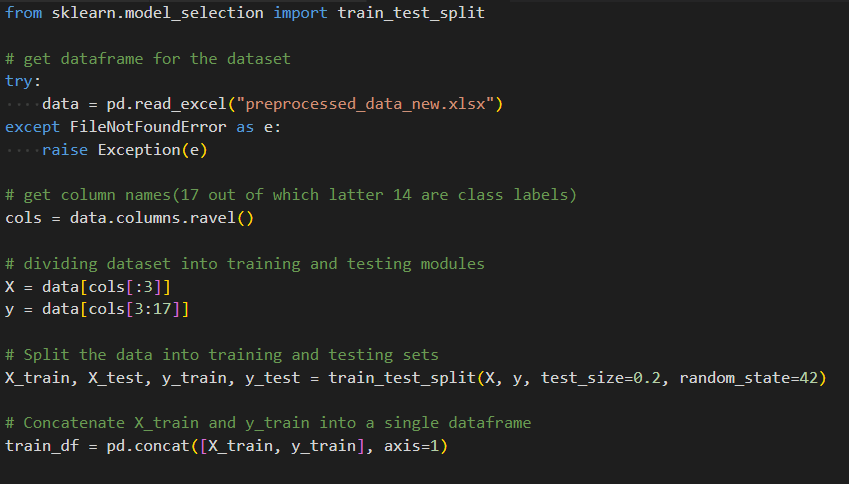 from sklearn.model_selection import train_test_split
# get dataframe for the dataset
try:
    data = pd.read_excel("preprocessed_data_new.xlsx")
except FileNotFoundError as e:
    raise Exception(e)
# get column names(17 out of which latter 14 are class labels)
cols = data.columns.ravel()
# dividing dataset into training and testing modules
X = data[cols[:3]]
y = data[cols[3:17]]
# Split the data into training and testing sets
X_train, X_test, y_train, y_test = train_test_split(X, y, test_size=0.2, random_state=42)
# Concatenate X_train and y_train into a single dataframe
train_df = pd.concat([X_train, y_train], axis=1)